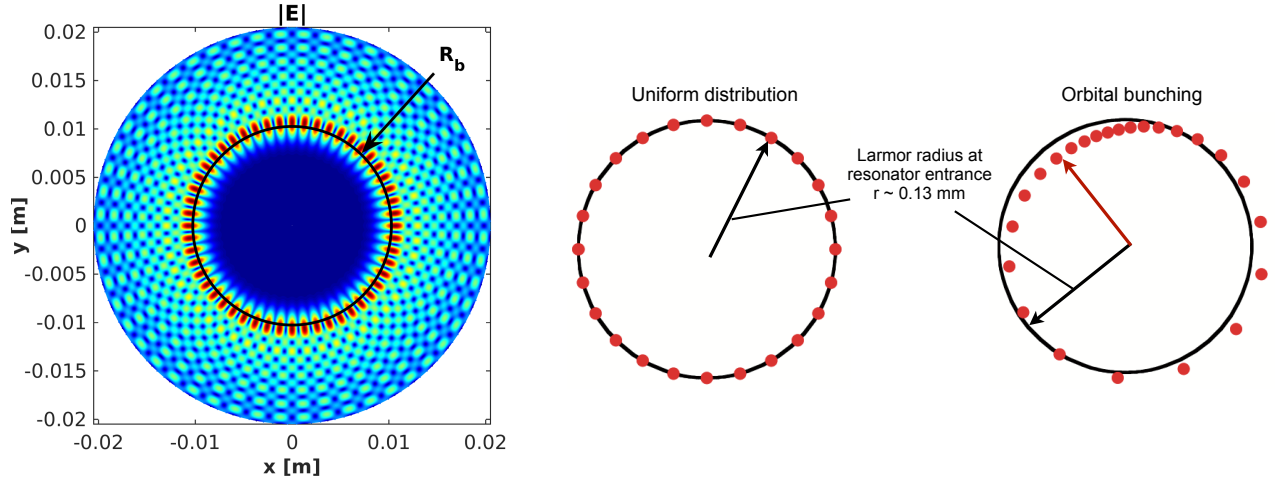 |E|
R_b
0.02
0.015
0.01
0.005
0
-0.005
-0.01
-0.015
-0.02
y [m]
-0.02
-0.01
0
0.01
0.02
x [m]
Uniform distribution
Larmor radius at
resonator entrance
r ~ 0.13 mm
Orbital bunching